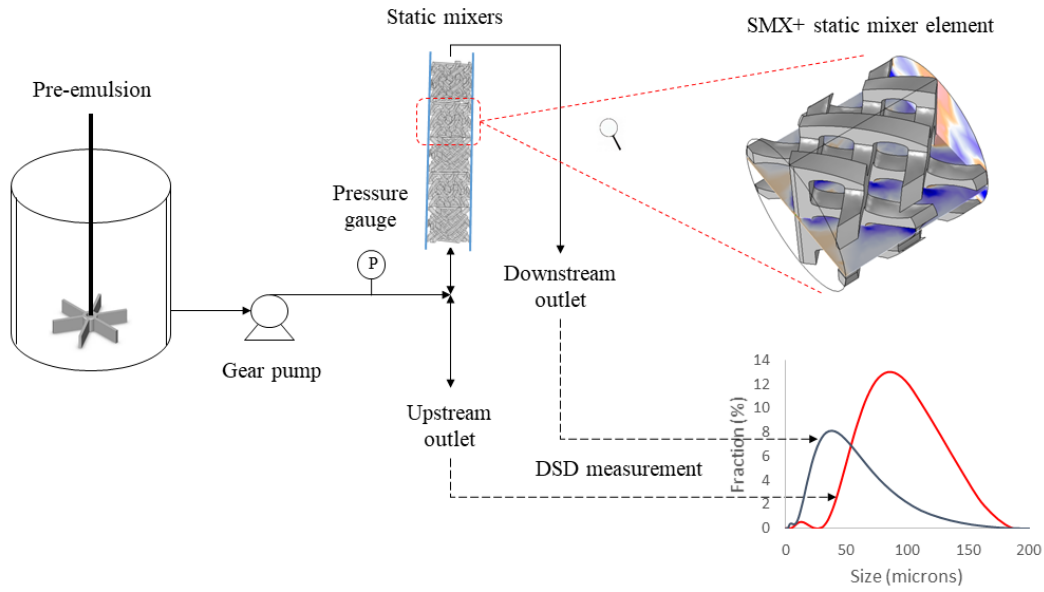 Static mixers
SMX+ static mixer element
Pre-emulsion
Pressure
gauge
P
Downstream
outlet
Gear pump
Upstream
outlet
DSD measurement
Fraction (%)
14
12
10
8
6
4
2
0
0 50 100 150 200
Size (microns)